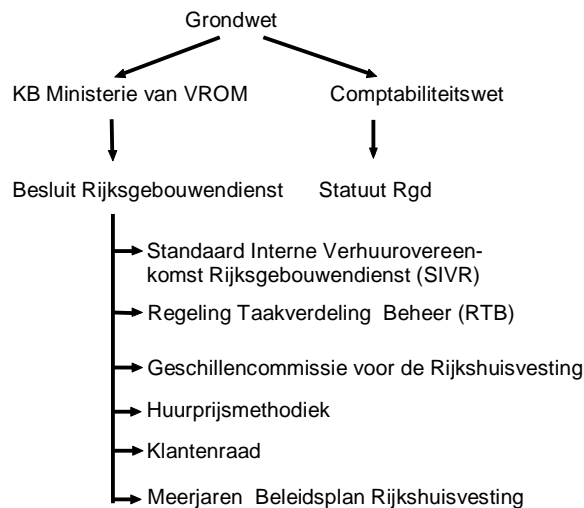 Grondwet
KB Ministerie van VROM
Comptabiliteitswet
Besluit Rijksgebouwendienst
Statuut Rgd
Standaard Interne Verhuurovereen-
komst Rijksgebouwendienst (SIVR)
Regeling Taakverdeling Beheer (RTB)
Geschillencommissie voor de Rijkshuisvesting
Huurprijsmethodiek
Klantenraad
Meerjaren Beleidsplan Rijkshuisvesting